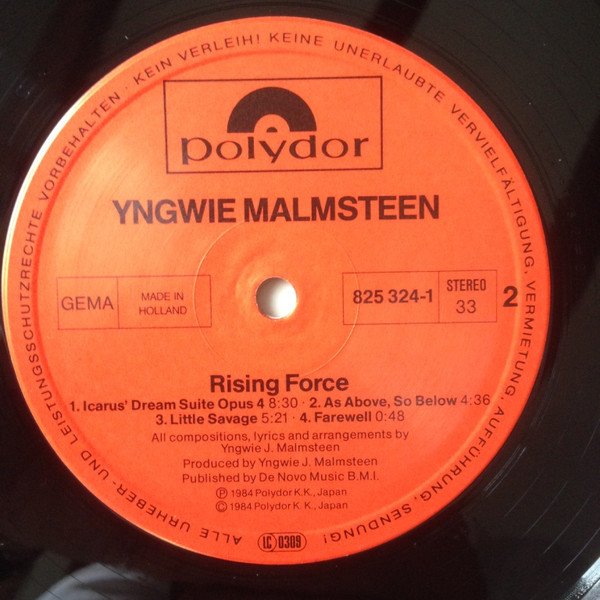 ALLE URHEBER- UND LEISTUNGSSCHUTZRECHTE VORBEHALTEN · KEIN VERLEIH! KEINE UNERLAUBTE VERVIELFÄLTIGUNG, VERMIETUNG, AUFFÜHRUNG, SENDUNG!
polydor
YNGWIE MALMSTEEN
GEMA
MADE IN
HOLLAND
825 324-1
STEREO
33
2
Rising Force
1. Icarus' Dream Suite Opus 4 8:30 · 2. As Above, So Below 4:36
3. Little Savage 5:21 · 4. Farewell 0:48
All compositions, lyrics and arrangements by
Yngwie J. Malmsteen
Produced by Yngwie J. Malmsteen
Published by De Novo Music B.M.I.
℗ 1984 Polydor K.K., Japan
© 1984 Polydor K.K., Japan
LC 0389